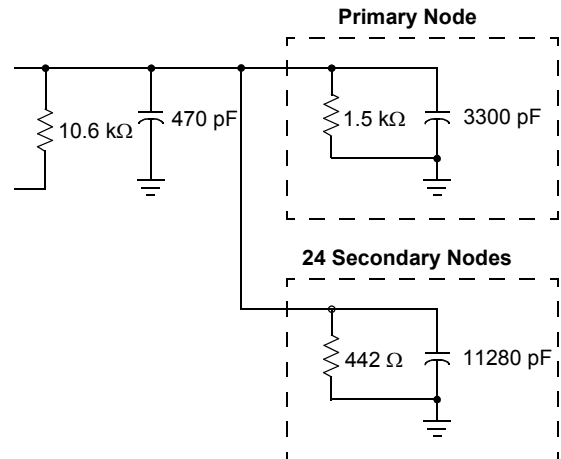 Primary Node
10.6 kΩ
470 pF
1.5 kΩ
3300 pF
24 Secondary Nodes
442 Ω
11280 pF